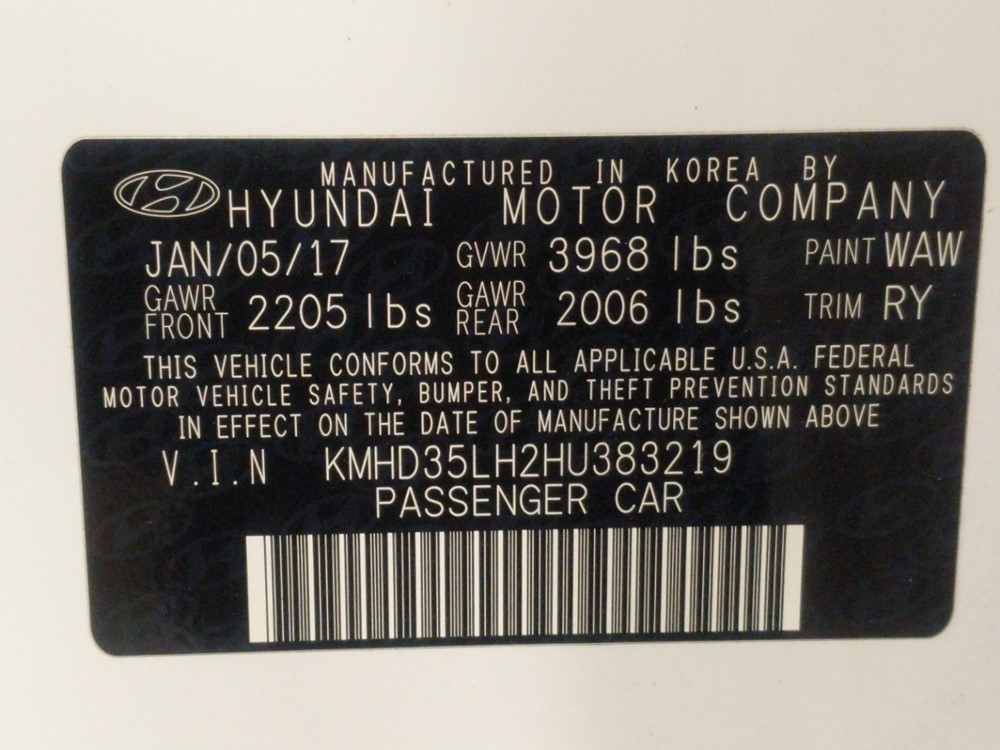 MANUFACTURED IN KOREA BY
HYUNDAI MOTOR COMPANY
JAN/05/17 GVWR 3968 lbs PAINT WAW
GAWR FRONT 2205 lbs GAWR REAR 2006 lbs TRIM RY
THIS VEHICLE CONFORMS TO ALL APPLICABLE U.S.A. FEDERAL
MOTOR VEHICLE SAFETY, BUMPER, AND THEFT PREVENTION STANDARDS
IN EFFECT ON THE DATE OF MANUFACTURE SHOWN ABOVE
V.I.N KMHD35LH2HU383219
PASSENGER CAR